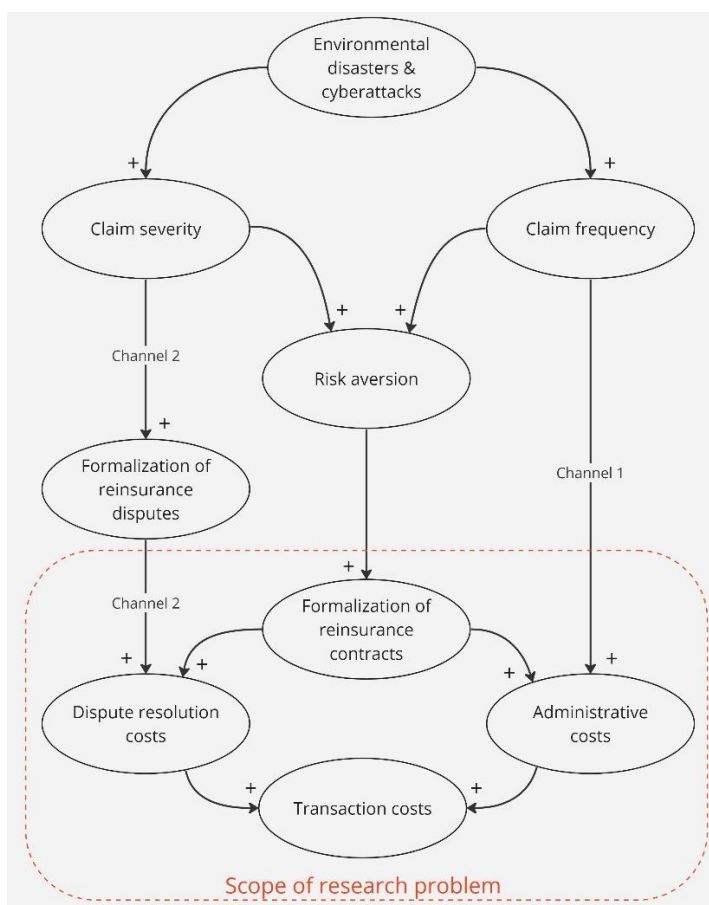 Environmental
disasters &
cyberattacks
+
+
Claim severity
Claim frequency
+
+
Channel 2
Risk aversion
+
Formalization of
reinsurance
disputes
Channel 1
+
Channel 2
Formalization of
reinsurance
contracts
+
+
+
+
Dispute resolution
costs
Administrative
costs
+
+
Transaction costs
Scope of research problem